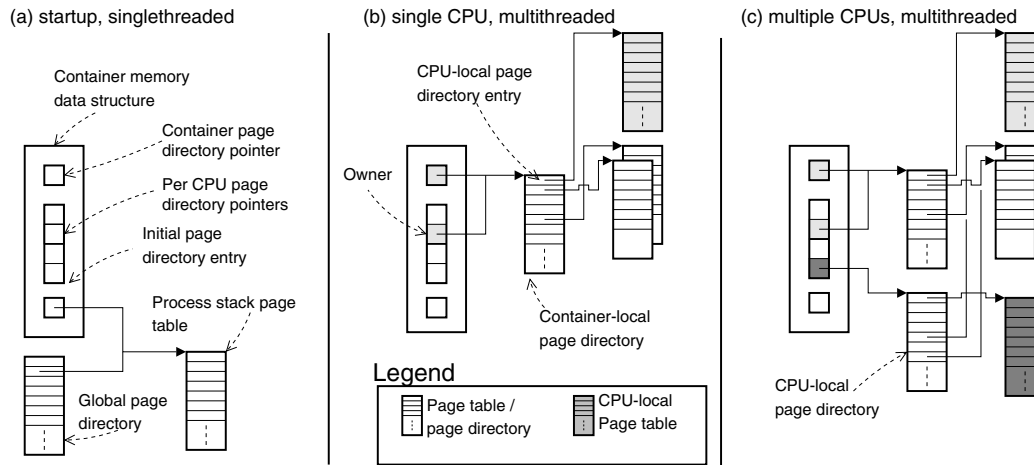 (a) startup, singlethreaded
Container memory
data structure
Container page
directory pointer
Per CPU page
directory pointers
Initial page
directory entry
Process stack page
table
Global page
directory
(b) single CPU, multithreaded
CPU-local page
directory entry
Owner
Container-local
page directory
Legend
Page table /
page directory
CPU-local
Page table
(c) multiple CPUs, multithreaded
CPU-local
page directory